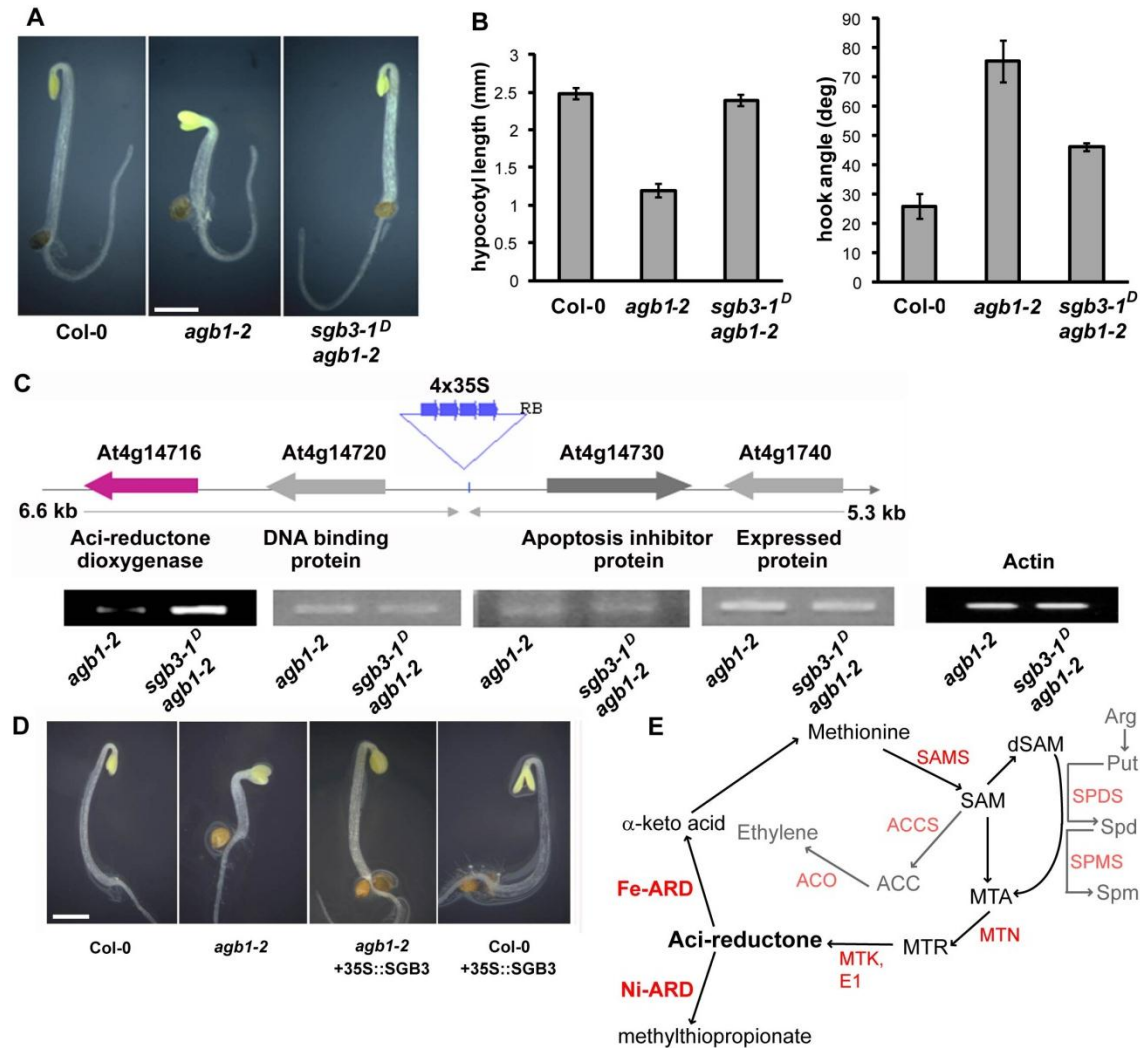 A
Col-0
agb1-2
sgb3-1D
agb1-2
B
hypocotyl length (mm)
3
2.5
2
1.5
1
0.5
0
Col-0
agb1-2
sgb3-1D
agb1-2
hook angle (deg)
90
80
70
60
50
40
30
20
10
0
Col-0
agb1-2
sgb3-1D
agb1-2
C
4x35S
RB
At4g14716
At4g14720
At4g14730
At4g1740
6.6 kb
5.3 kb
Aci-reductone
dioxygenase
DNA binding
protein
Apoptosis inhibitor
protein
Expressed
protein
Actin
agb1-2
sgb3-1D
agb1-2
agb1-2
sgb3-1D
agb1-2
agb1-2
sgb3-1D
agb1-2
agb1-2
sgb3-1D
agb1-2
agb1-2
sgb3-1D
agb1-2
D
Col-0
agb1-2
agb1-2
+35S::SGB3
Col-0
+35S::SGB3
E
Methionine
SAMS
dSAM
Arg
Put
SPDS
Spd
SPMS
Spm
SAM
α-keto acid
Ethylene
ACCS
ACO
ACC
MTA
Fe-ARD
MTN
Aci-reductone
MTR
MTK,
E1
Ni-ARD
methylthiopropionate